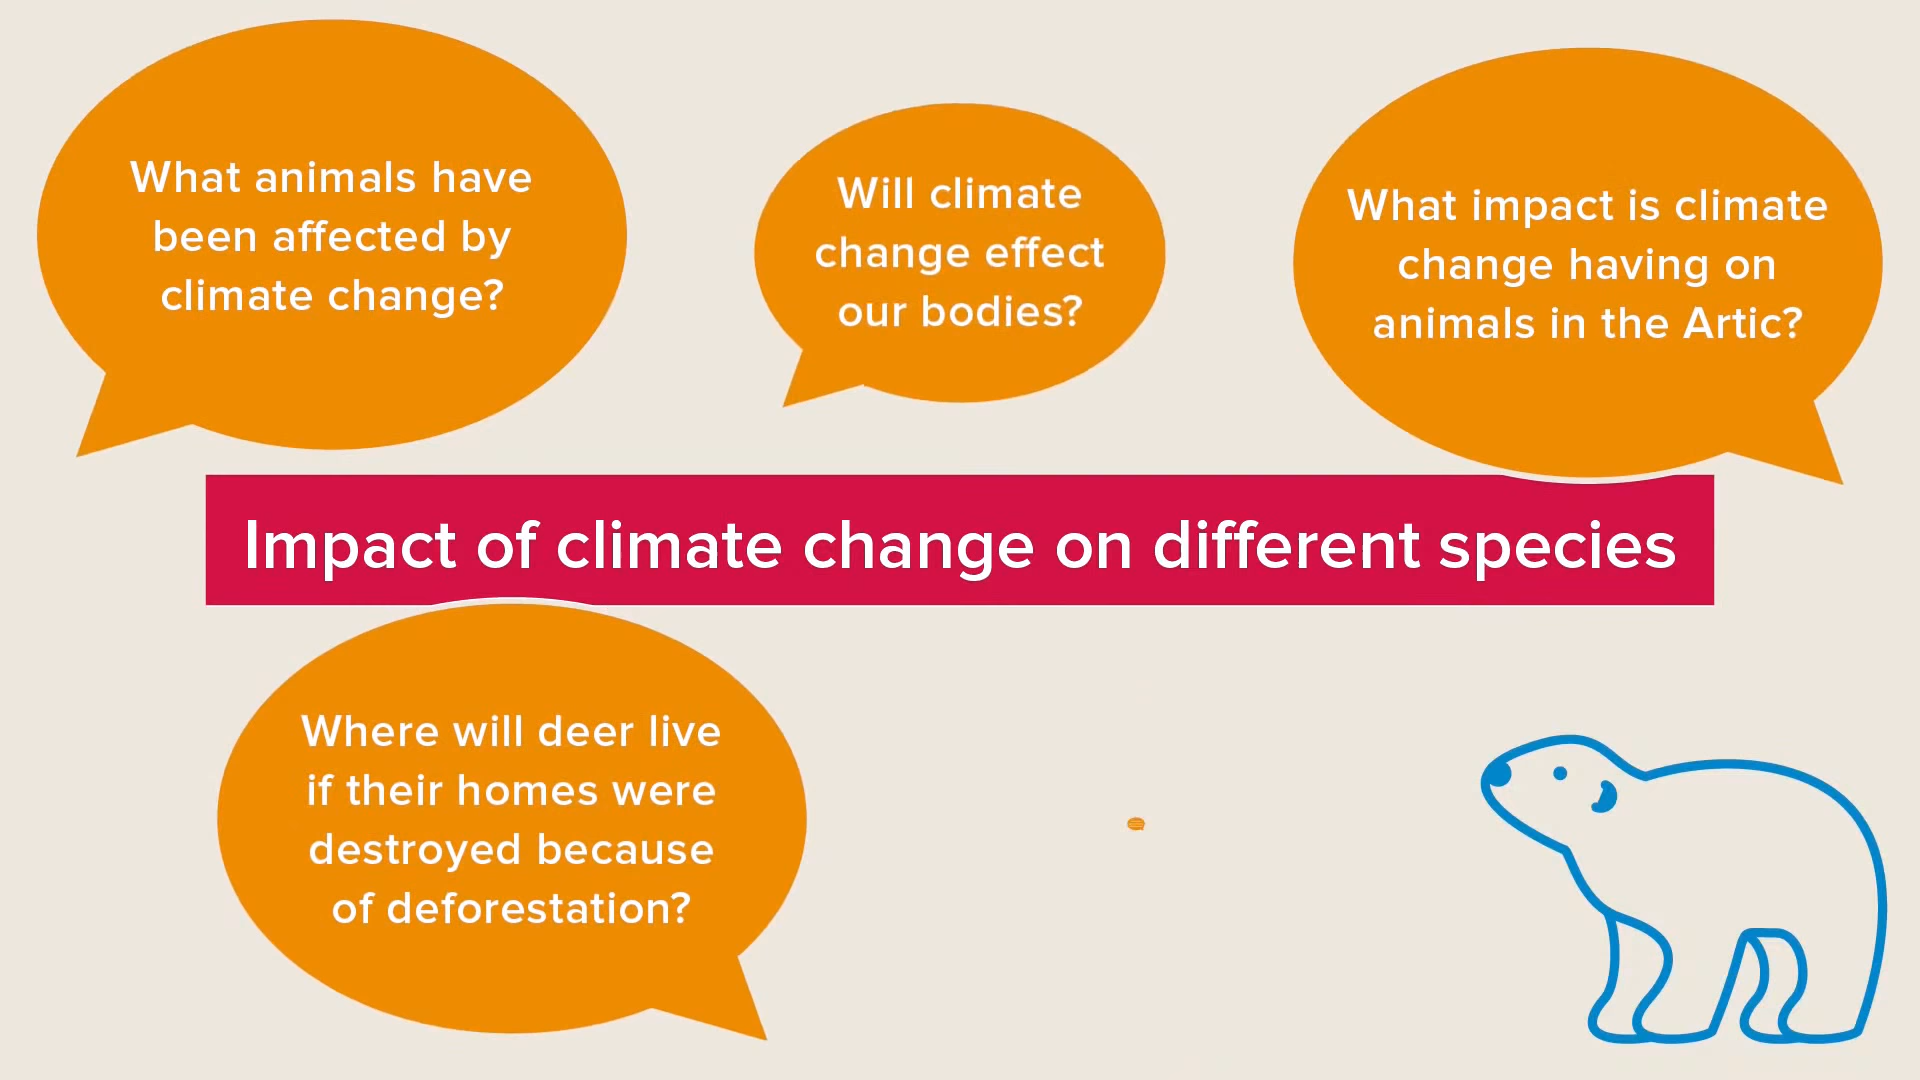 What animals have
been affected by
climate change?
Will climate
change effect
our bodies?
What impact is climate
change having on
animals in the Artic?
Impact of climate change on different species
Where will deer live
if their homes were
destroyed because
of deforestation?